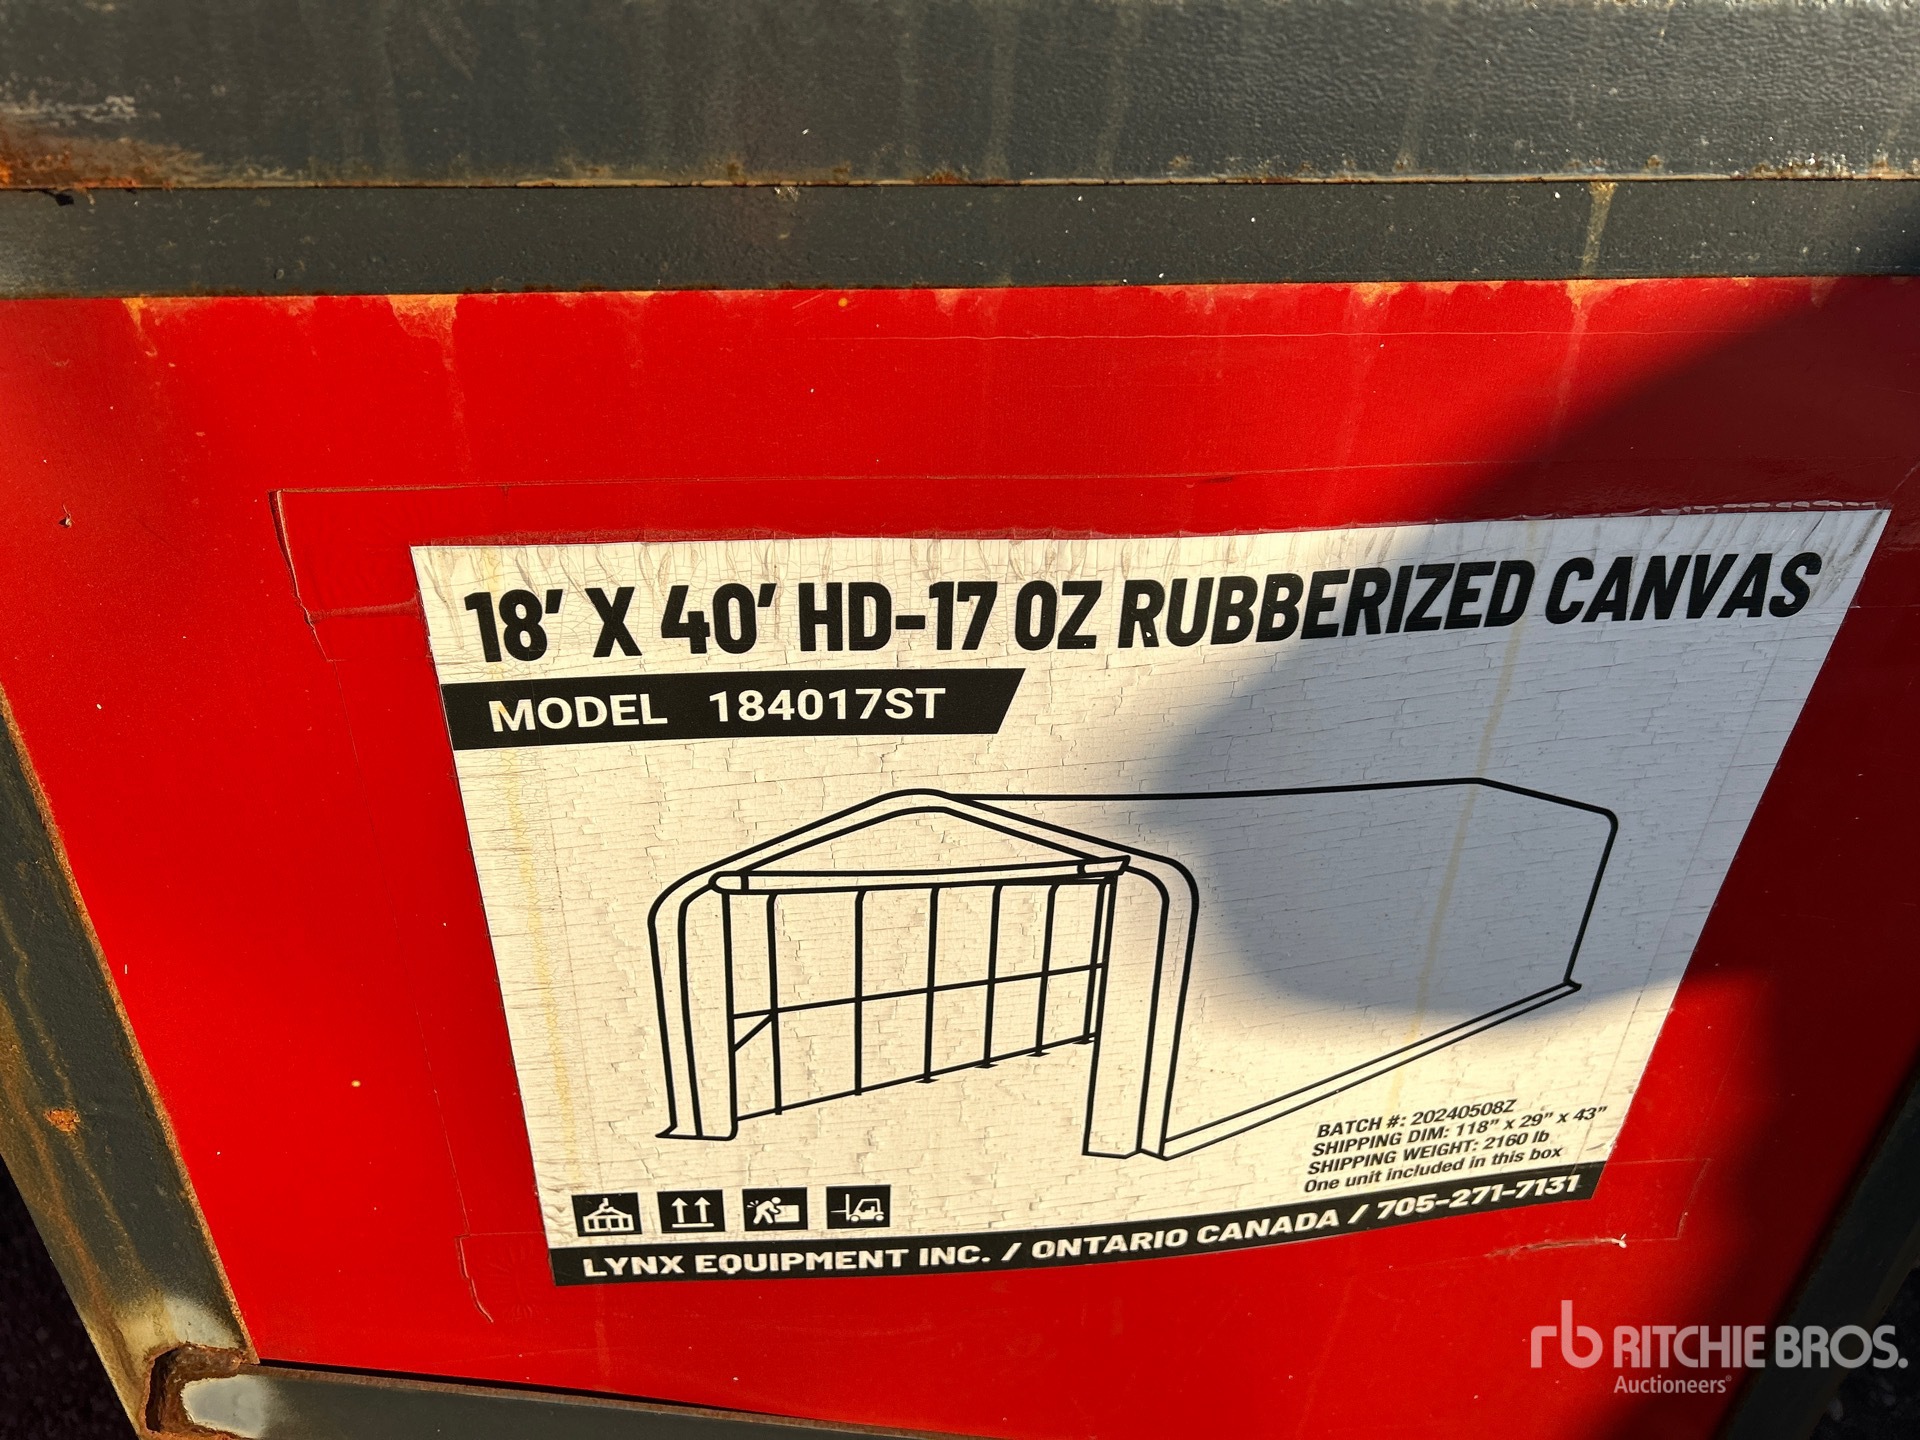 18' X 40' HD-17 OZ RUBBERIZED CANVAS
MODEL 184017ST
BATCH #: 20240508Z
SHIPPING DIM: 118" x 29" x 43"
SHIPPING WEIGHT: 2160 lb
One unit included in this box
LYNX EQUIPMENT INC. / ONTARIO CANADA / 705-271-7131
rb RITCHIE BROS.
Auctioneers®